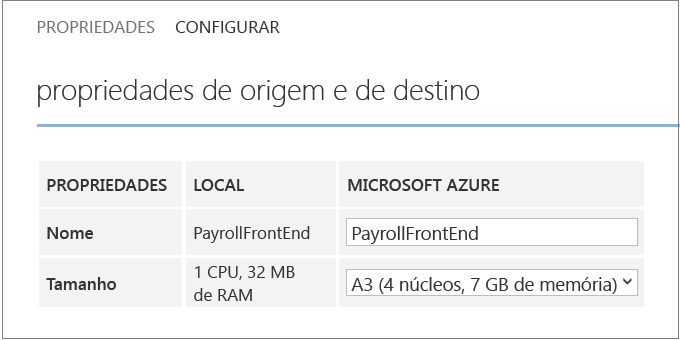 PROPRIEDADES CONFIGURAR
propriedades de origem e de destino
PROPRIEDADES LOCAL MICROSOFT AZURE
Nome PayrollFrontEnd PayrollFrontEnd
Tamanho 1 CPU, 32 MB de RAM A3 (4 núcleos, 7 GB de memória)